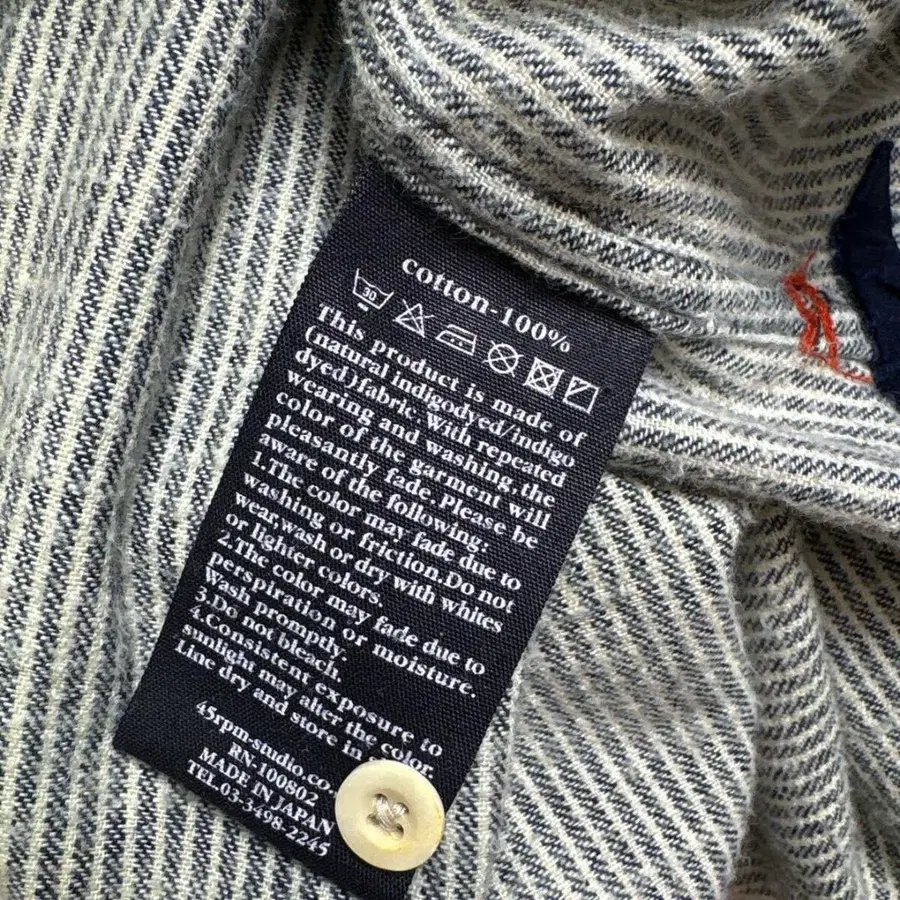 cotton-100%
30
This product is made of
(natural indigodyed/indigo
dyed)fabric.With repeated
wearing and washing,the
color of the garment will
pleasantly fade.Please be
aware of the following:
1.The color may fade due to
washing or friction.Do not
wear,wash or dry with whites
or lighter colors.
2.The color may fade due to
perspiration or moisture.
Wash promptly.
3.Do not bleach.
4.Consistent exposure to
sunlight may alter the color.
Line dry and store in
45rpm-studio.co
RN-100802
MADE IN JAPAN
TEL.03-3498-2245